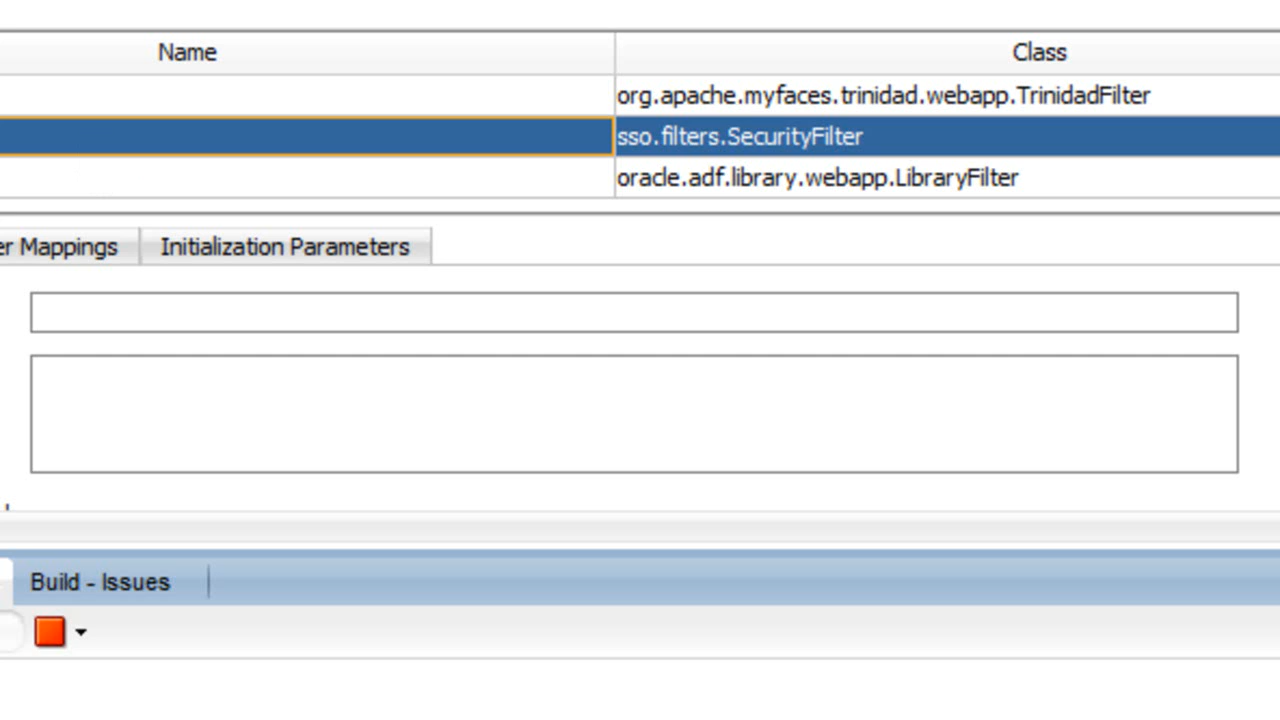 Name Class
org.apache.myfaces.trinidad.webapp.TrinidadFilter
sso.filters.SecurityFilter
oracle.adf.library.webapp.LibraryFilter
er Mappings Initialization Parameters
Build - Issues